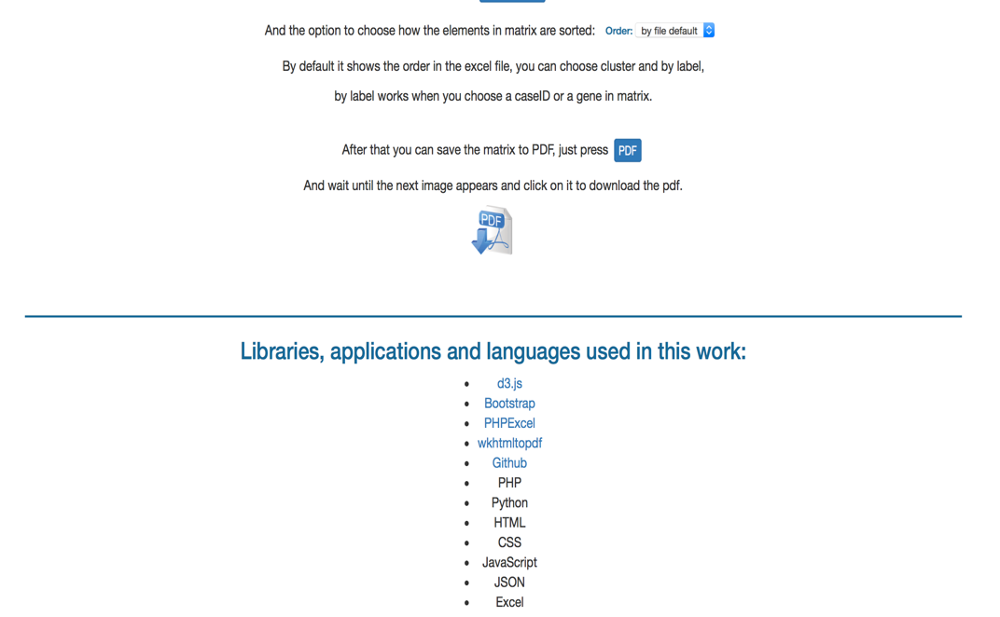 And the option to choose how the elements in matrix are sorted: Order: by file default
By default it shows the order in the excel file, you can choose cluster and by label,
by label works when you choose a caseID or a gene in matrix.
After that you can save the matrix to PDF, just press PDF
And wait until the next image appears and click on it to download the pdf.
PDF
Libraries, applications and languages used in this work:
• d3.js
• Bootstrap
• PHPExcel
• wkhtmltopdf
• Github
• PHP
• Python
• HTML
• CSS
• JavaScript
• JSON
• Excel